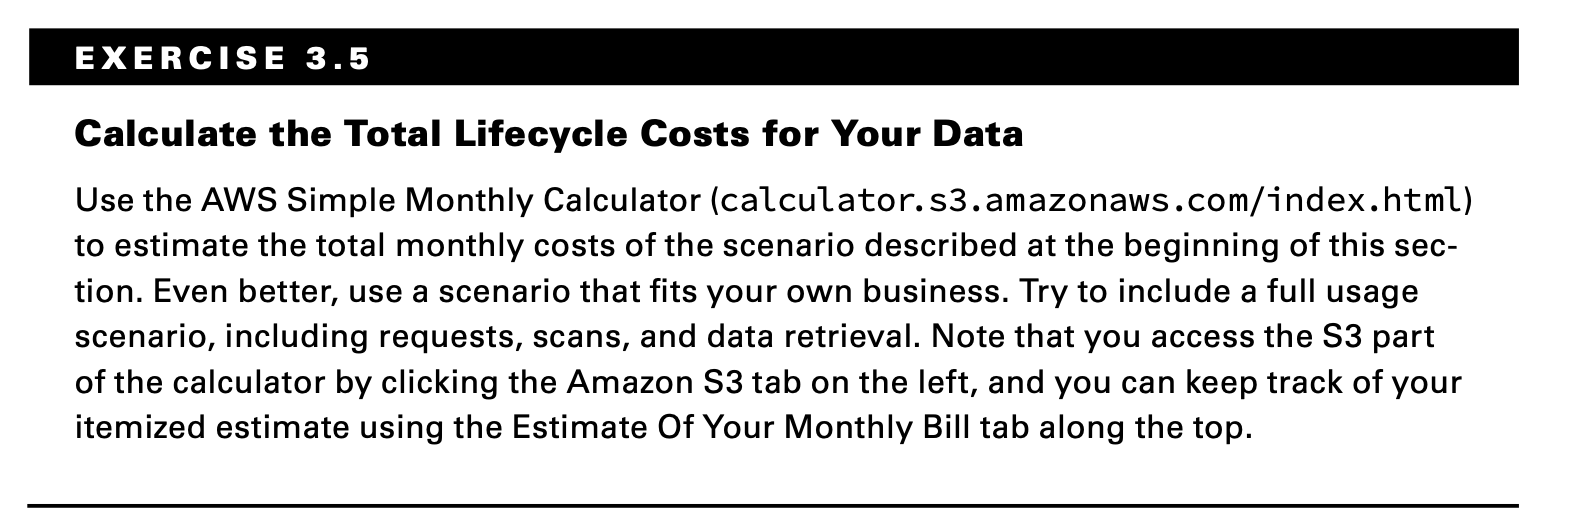 EXERCISE 3.5
Calculate the Total Lifecycle Costs for Your Data
Use the AWS Simple Monthly Calculator (calculator.s3.amazonaws.com/index.html)
to estimate the total monthly costs of the scenario described at the beginning of this sec-
tion. Even better, use a scenario that fits your own business. Try to include a full usage
scenario, including requests, scans, and data retrieval. Note that you access the S3 part
of the calculator by clicking the Amazon S3 tab on the left, and you can keep track of your
itemized estimate using the Estimate Of Your Monthly Bill tab along the top.